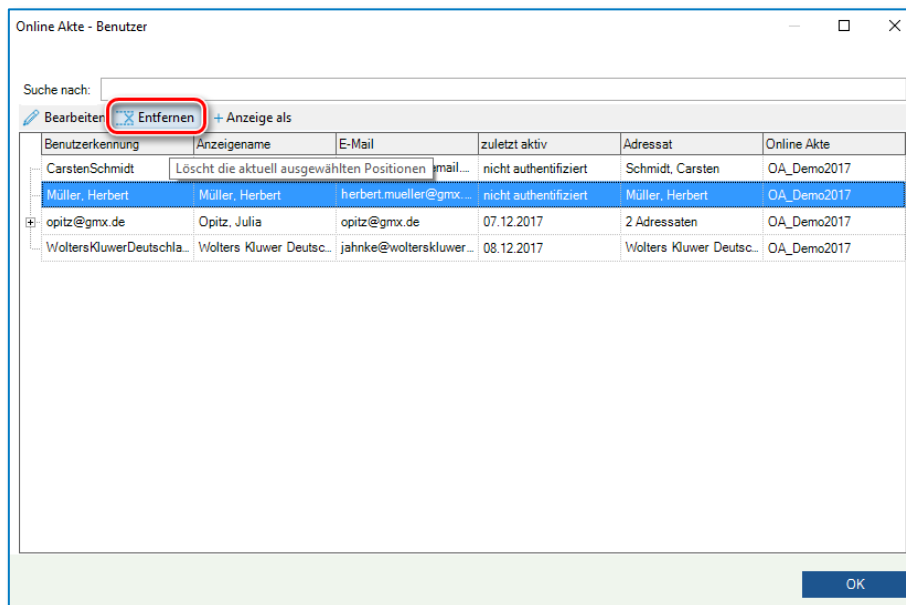 Online Akte - Benutzer
Suche nach:
Bearbeiten Entfernen + Anzeige als
Benutzerkennung Anzeigename E-Mail zuletzt aktiv Adressat Online Akte
CarstenSchmidt Löscht die aktuell ausgewählten Positionen email.... nicht authentifiziert Schmidt, Carsten OA_Demo2017
Müller, Herbert Müller, Herbert herbert.mueller@gmx.... nicht authentifiziert Müller, Herbert OA_Demo2017
opitz@gmx.de Opitz, Julia opitz@gmx.de 07.12.2017 2 Adressaten OA_Demo2017
WoltersKluwerDeutschla... Wolters Kluwer Deutsc... jahnke@wolterskluwer... 08.12.2017 Wolters Kluwer Deutsc... OA_Demo2017
OK